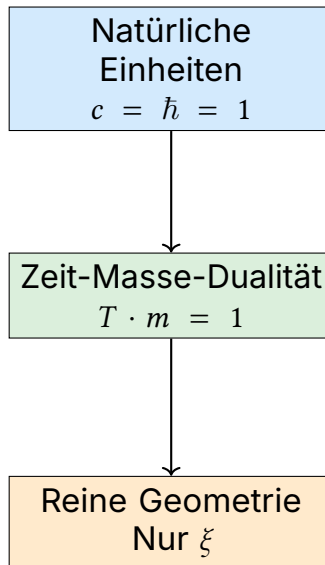 Natürliche
Einheiten
c = ħ = 1
Zeit-Masse-Dualität
T · m = 1
Reine Geometrie
Nur ξ